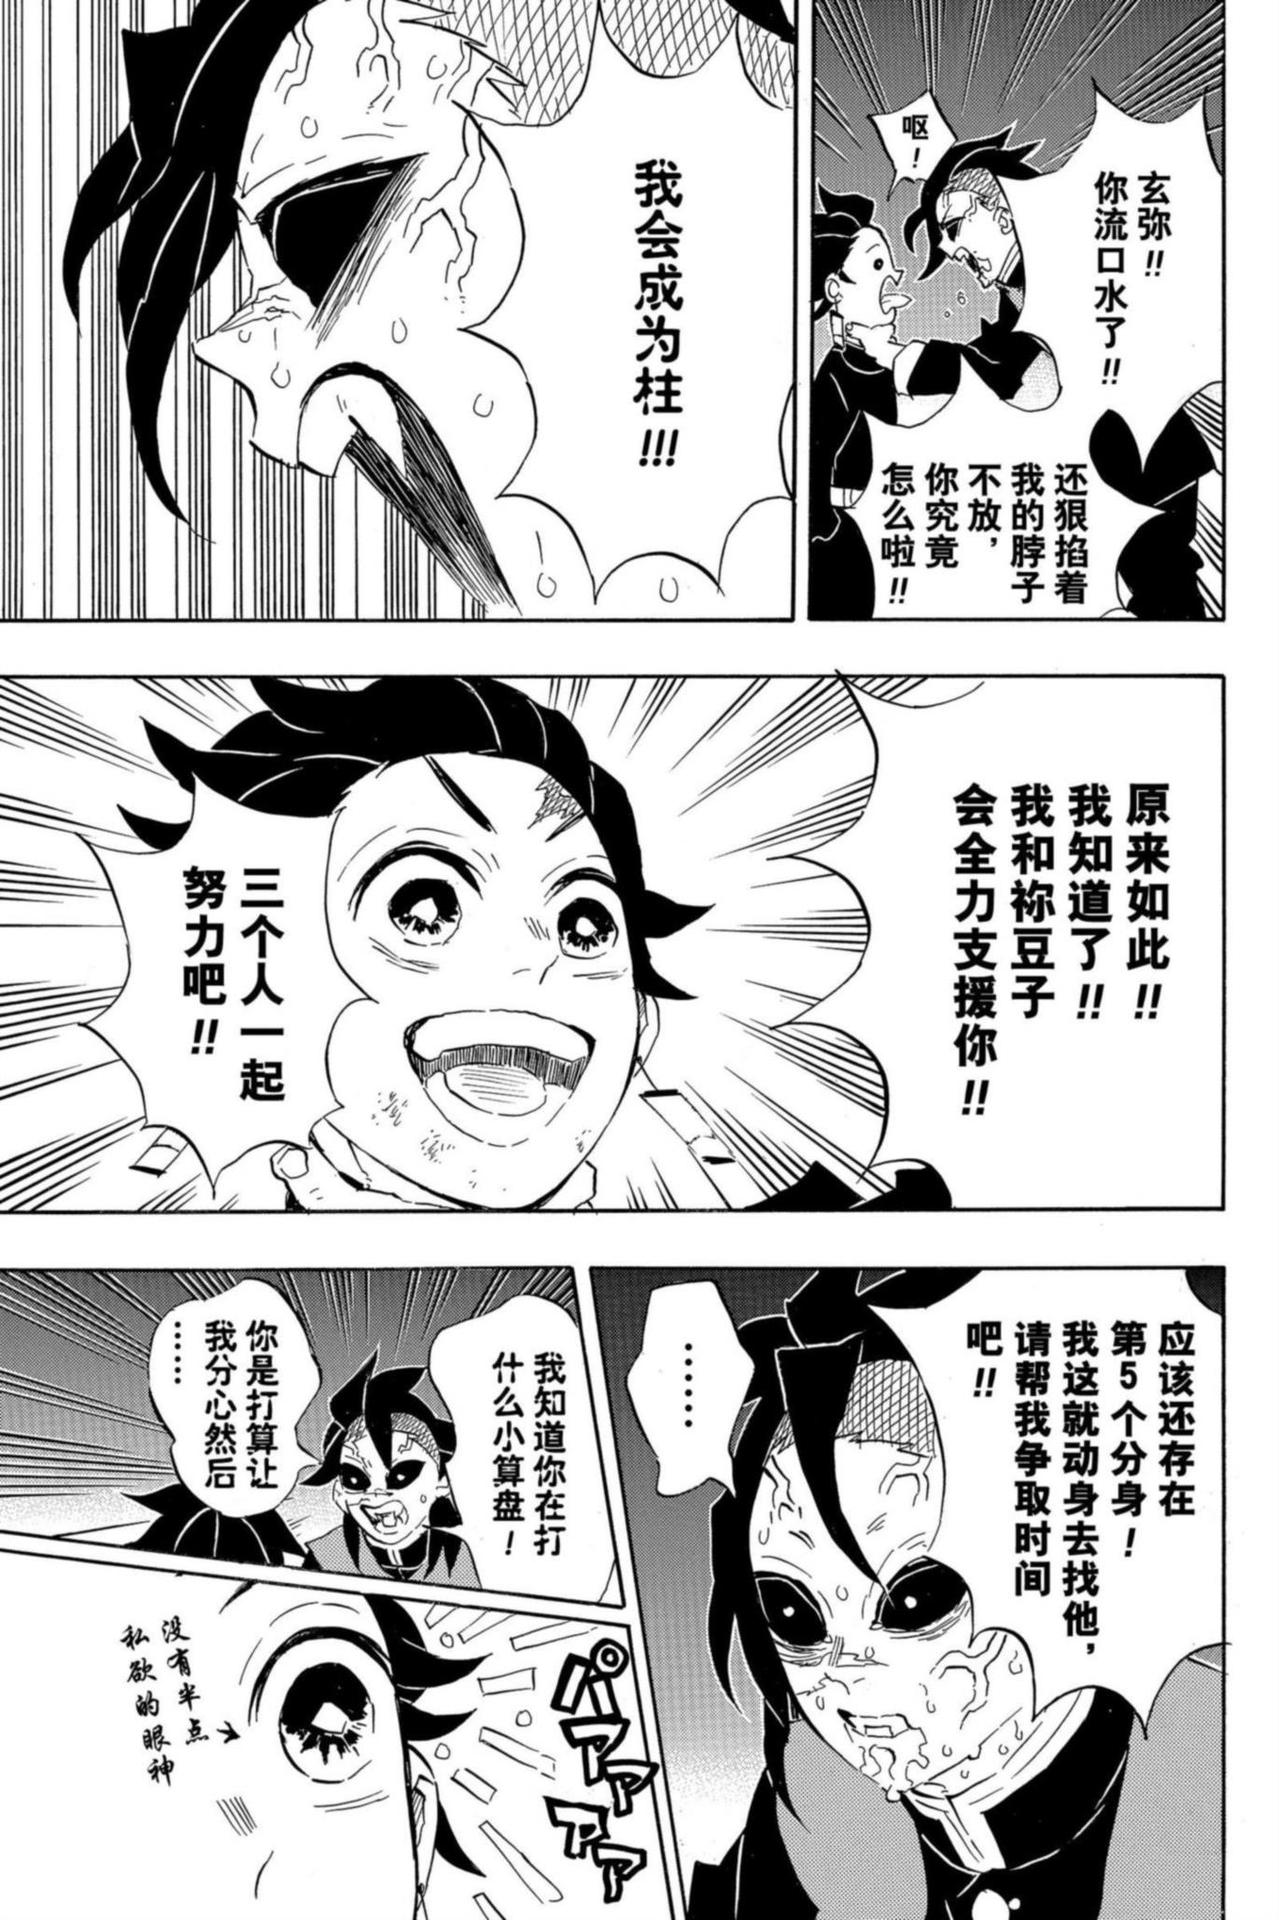 玄弥!!
你流口水了!!
呕!
还狠掐着
我的脖子
不放，
你究竟
怎么啦!!
我会成为柱!!!
原来如此!!
我知道了!!
我和祢豆子
会全力支援你!!
三个人一起
努力吧!!
应该还存在
第5个分身!
我这就动身去找他，
请帮我争取时间
吧!!
……
我知道你在打
什么小算盘!
你是打算让
我分心然后
……
パァァァ
アァァ
没有半点
私欲的眼神